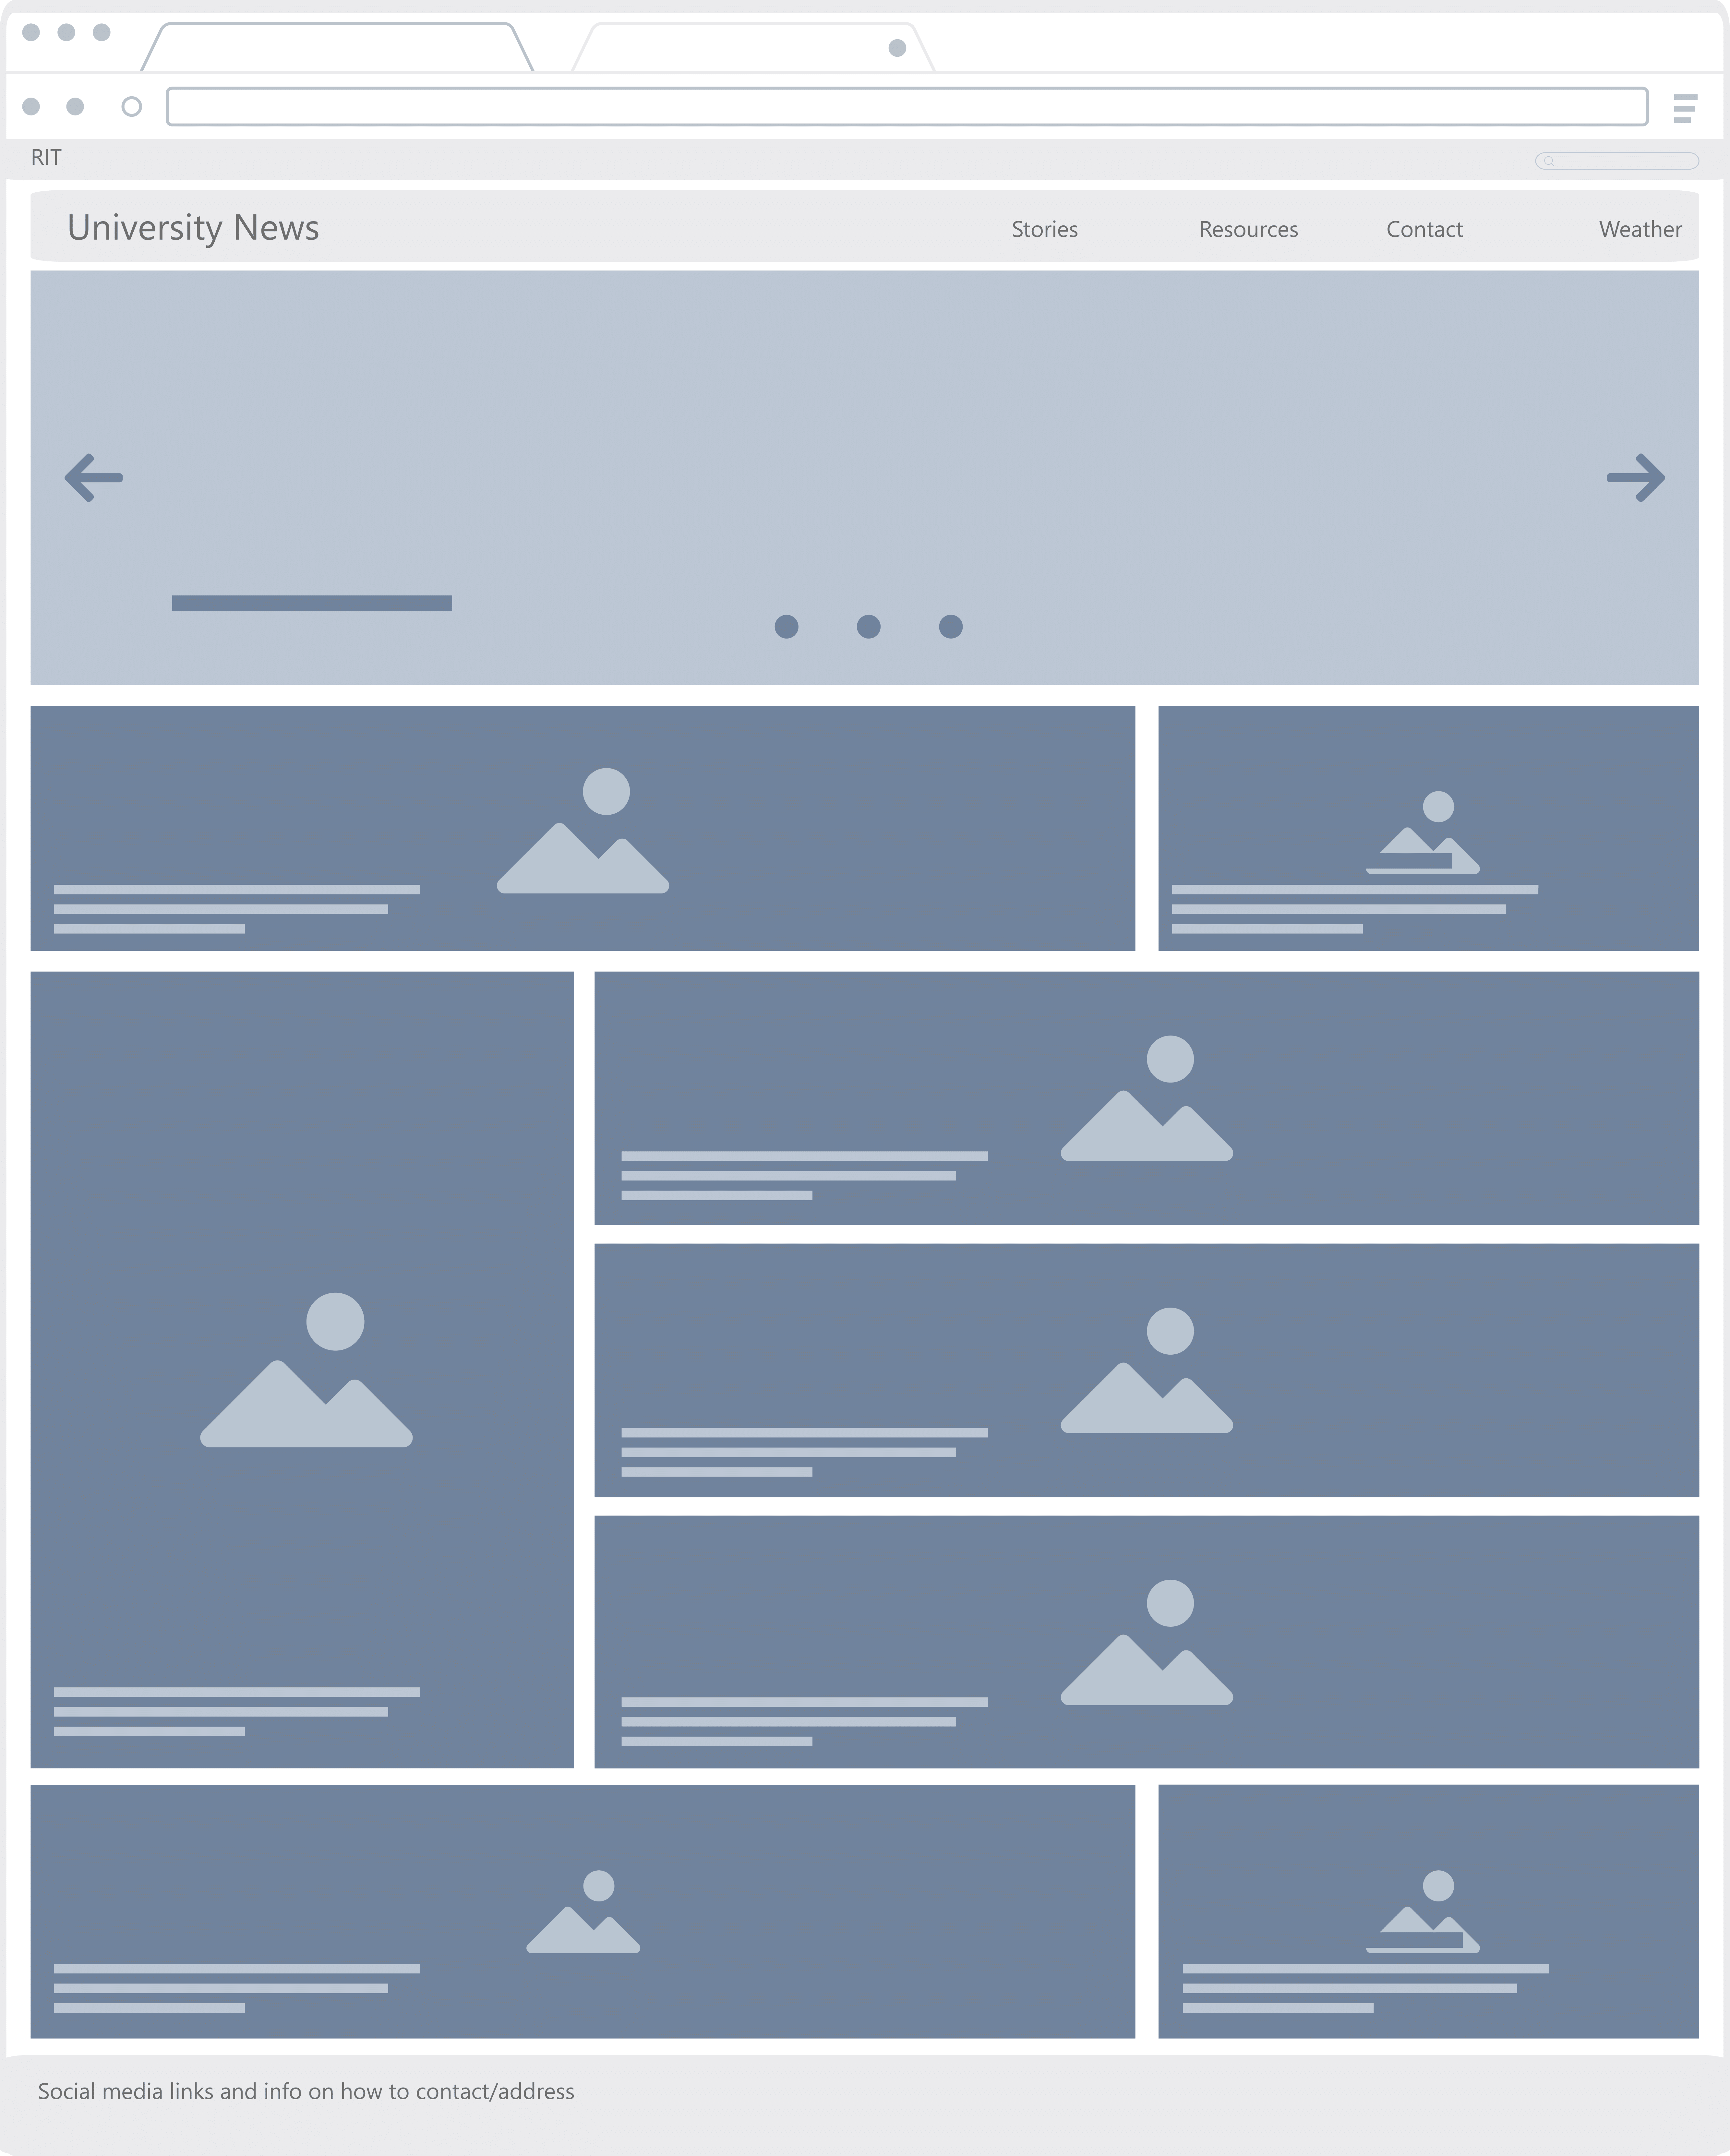 RIT
University News
Stories
Resources
Contact
Weather
Social media links and info on how to contact/address